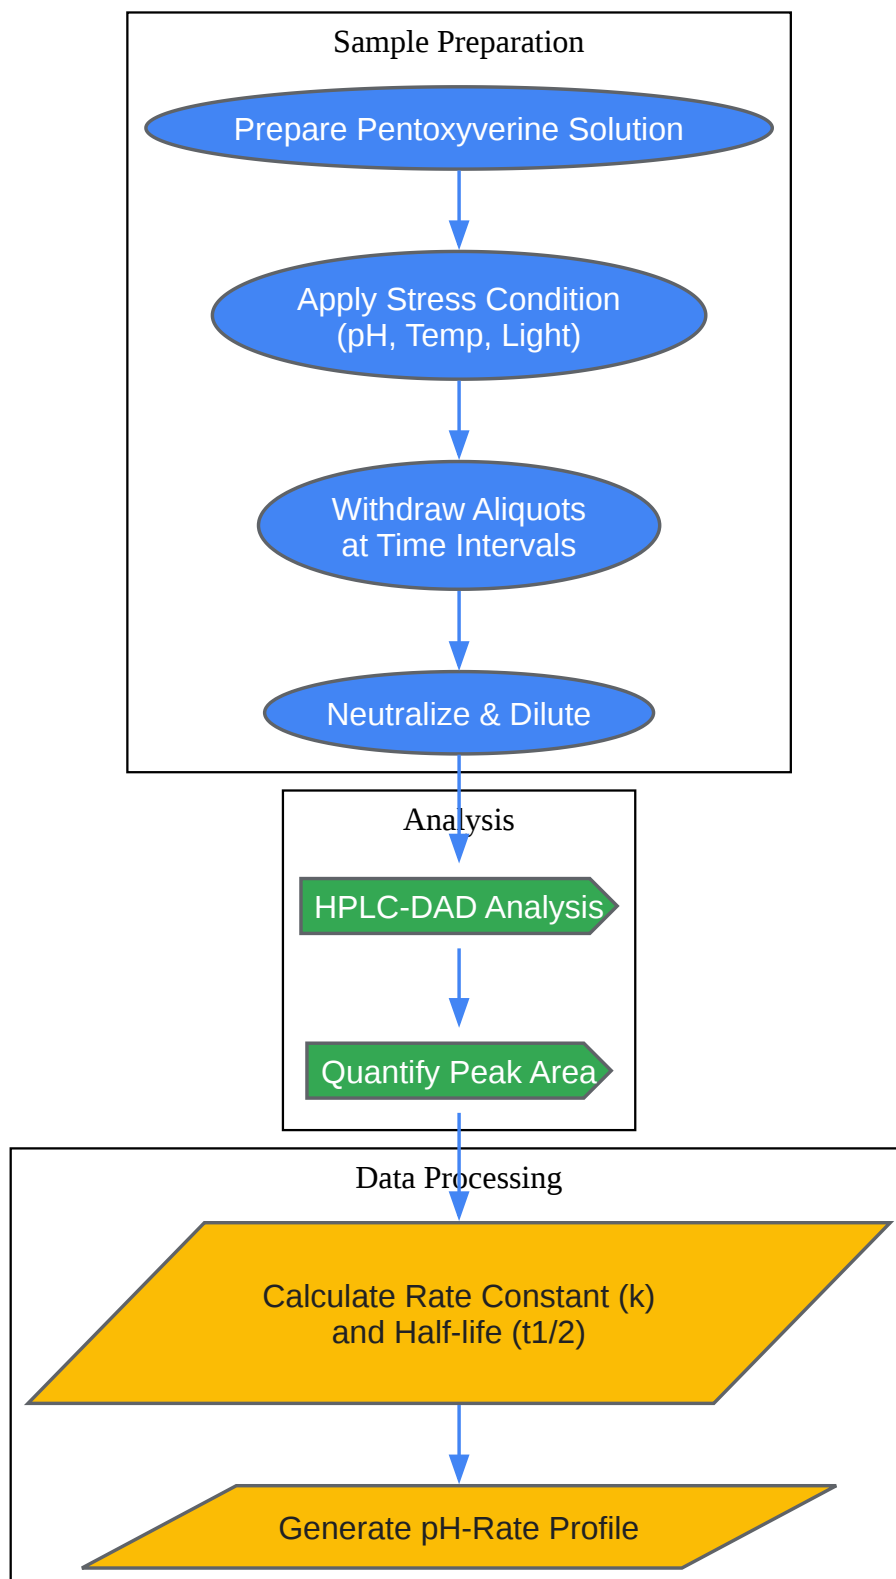 Sample Preparation
Prepare Pentoxyverine Solution
Apply Stress Condition
(pH, Temp, Light)
Withdraw Aliquots
at Time Intervals
Neutralize & Dilute
Analysis
HPLC-DAD Analysis
Quantify Peak Area
Data Processing
Calculate Rate Constant (k)
and Half-life (t1/2)
Generate pH-Rate Profile